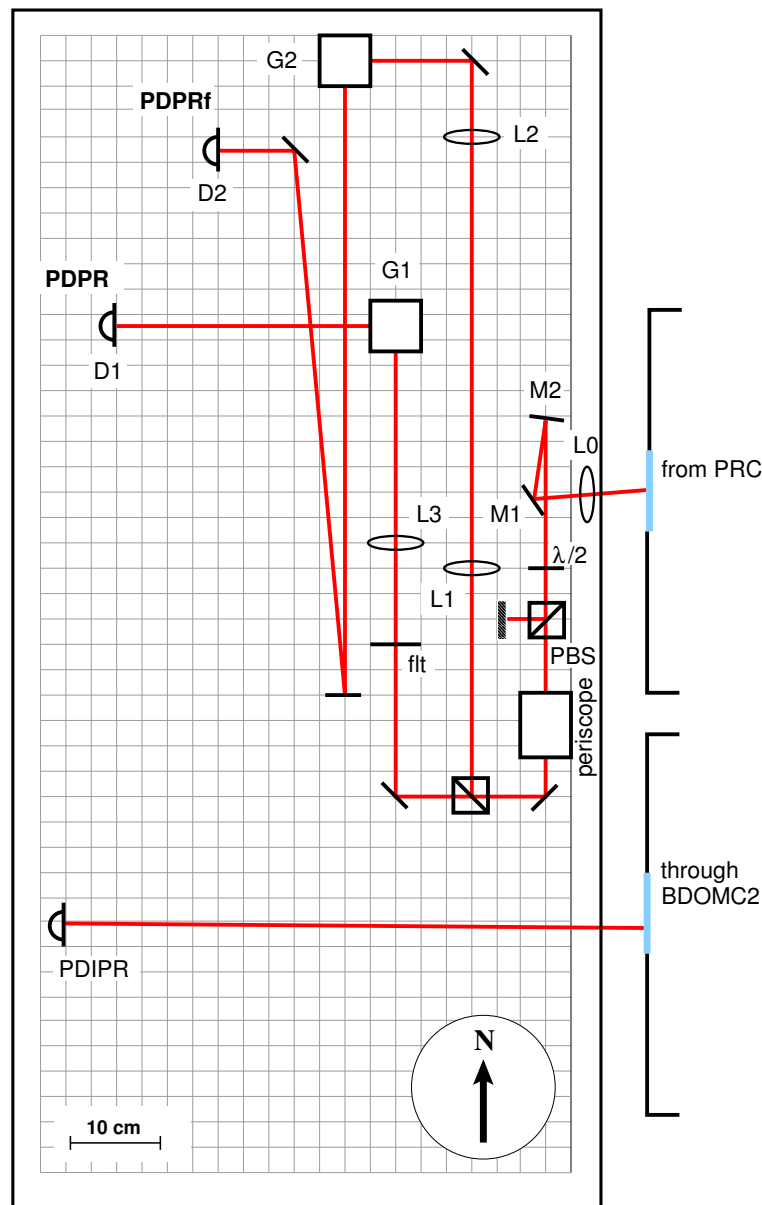 G2
PDPRf
L2
D2
G1
PDPR
D1
M2
L0
from PRC
M1
L3
λ/2
L1
PBS
flt
periscope
through
BDOMC2
PDIPR
N
10 cm